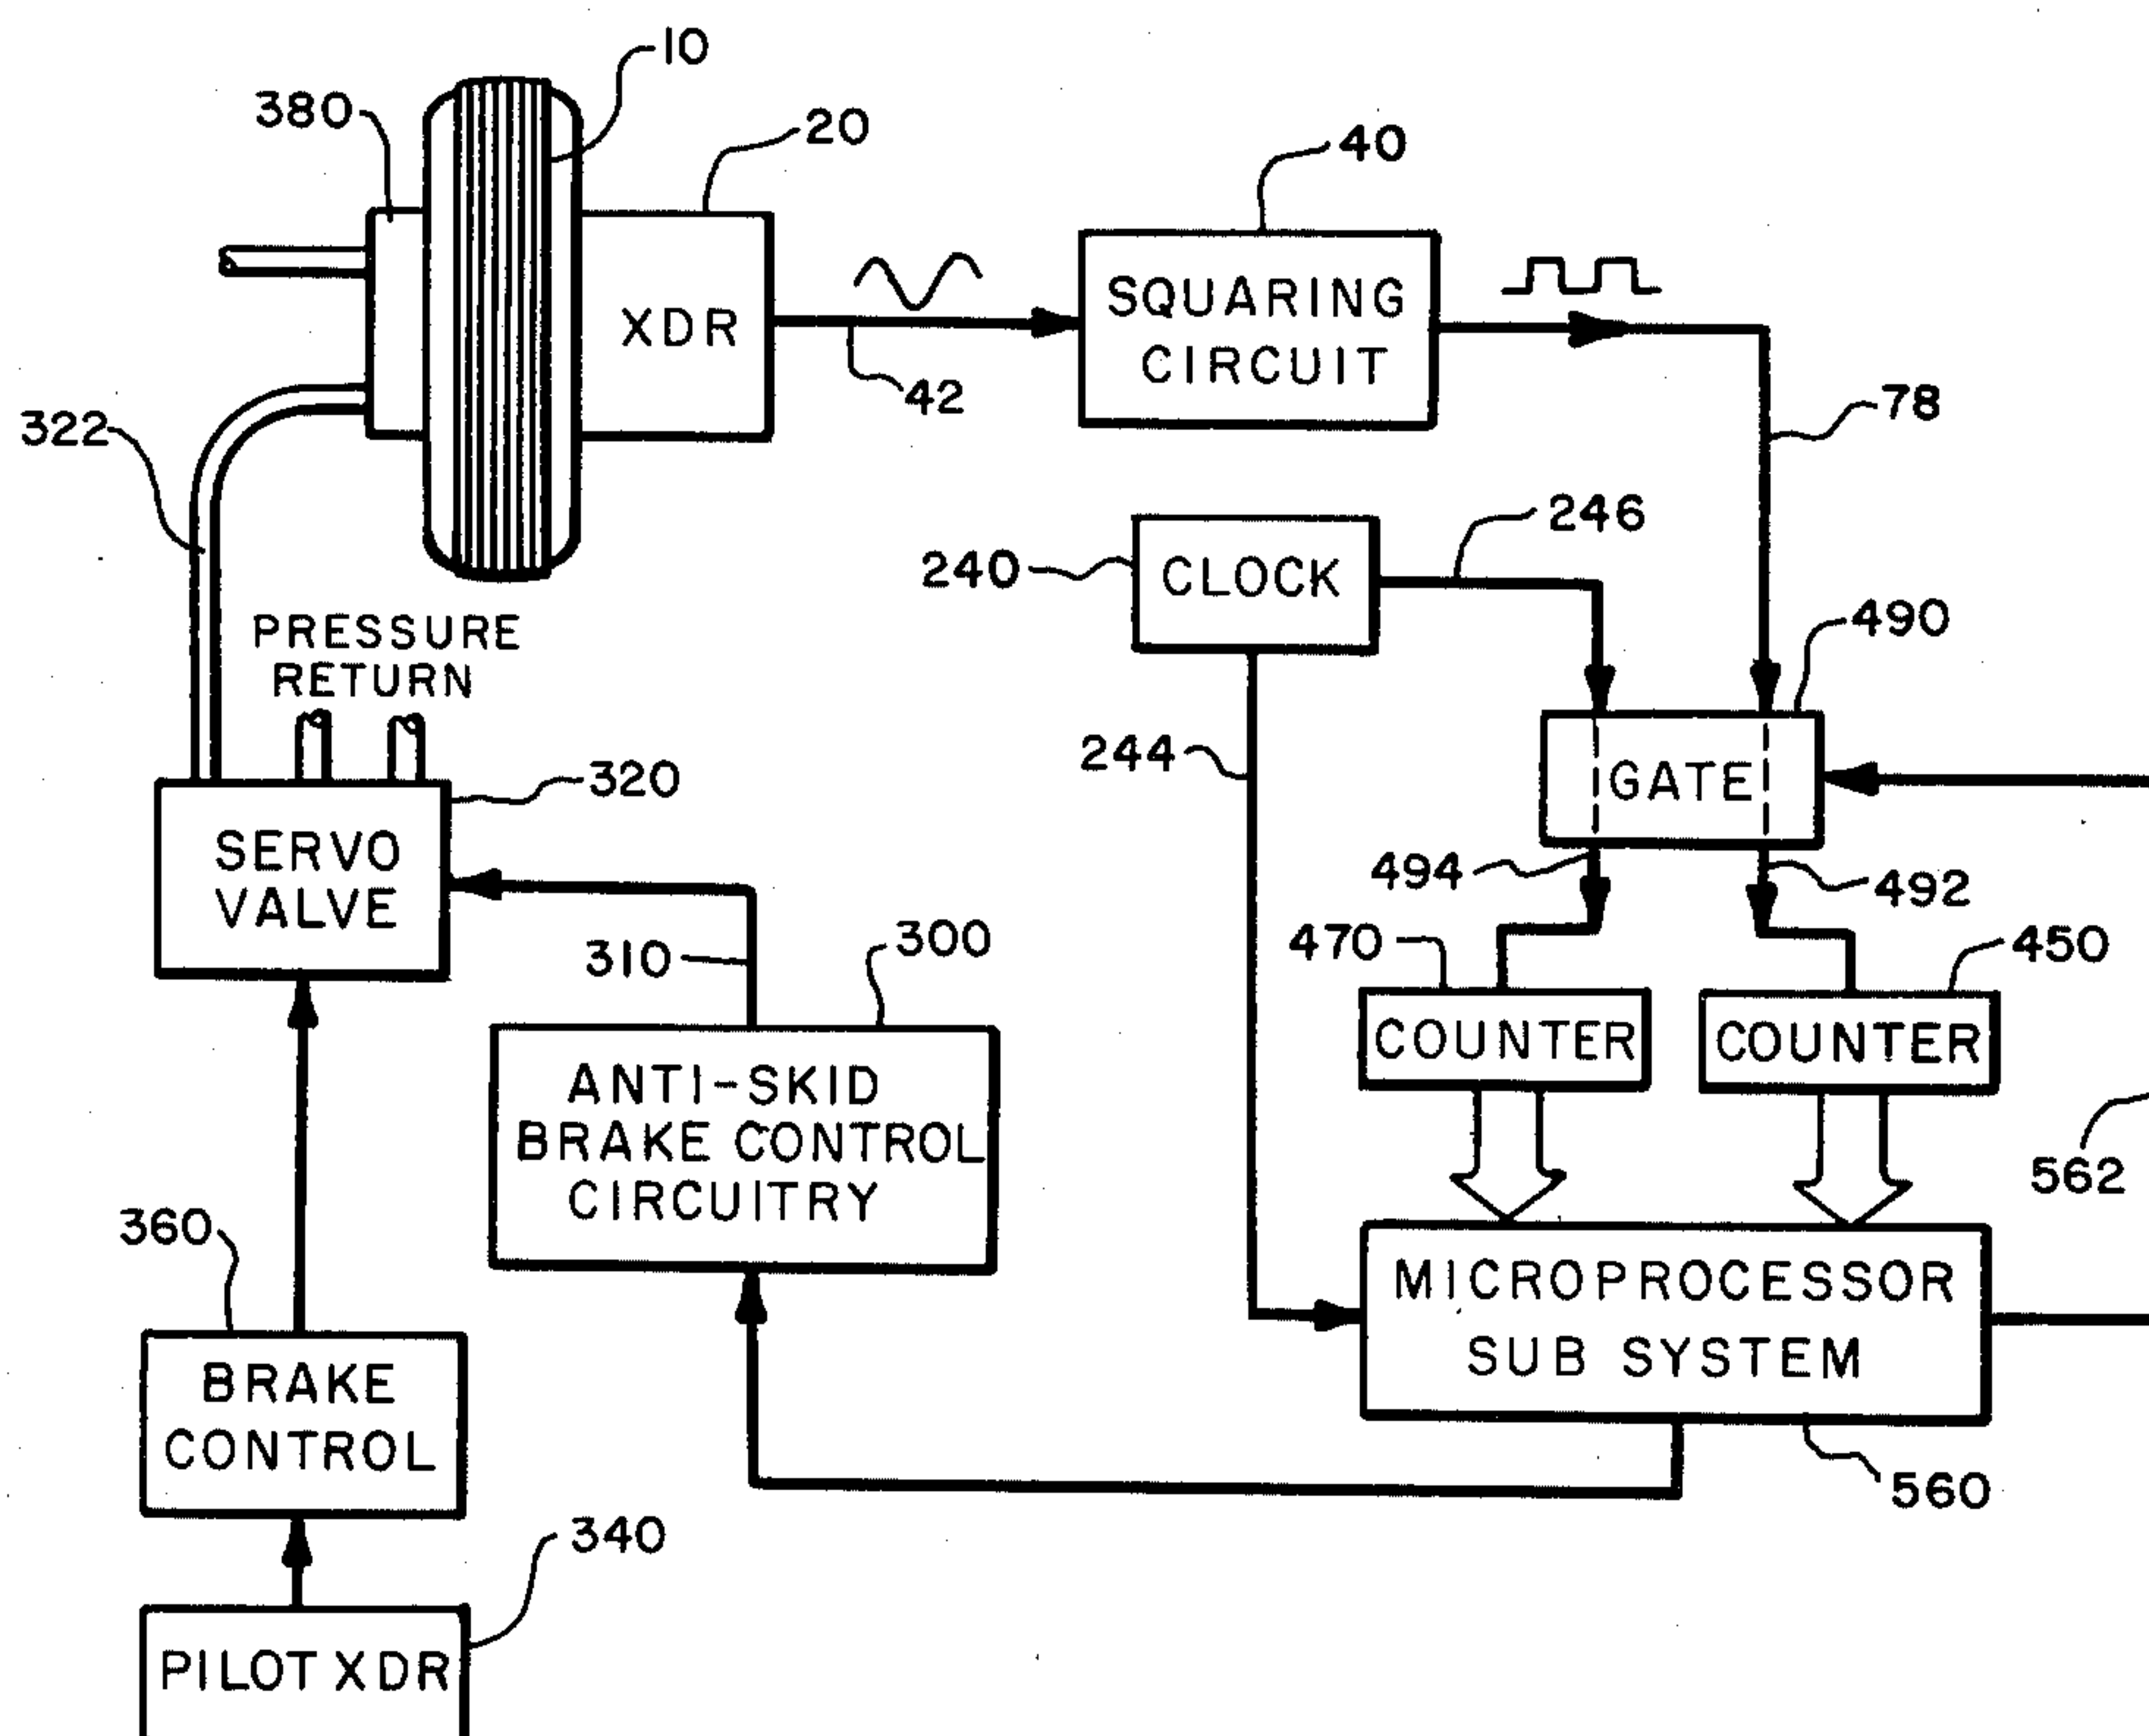 10
380
20
40
SQUARING
CIRCUIT
XDR
42
78
322
246
240
CLOCK
490
PRESSURE
RETURN
244
GATE
320
SERVO
VALVE
494
492
310
300
470
450
COUNTER
COUNTER
ANTI-SKID
BRAKE CONTROL
CIRCUITRY
562
360
MICROPROCESSOR
SUB SYSTEM
BRAKE
CONTROL
560
340
PILOT XDR